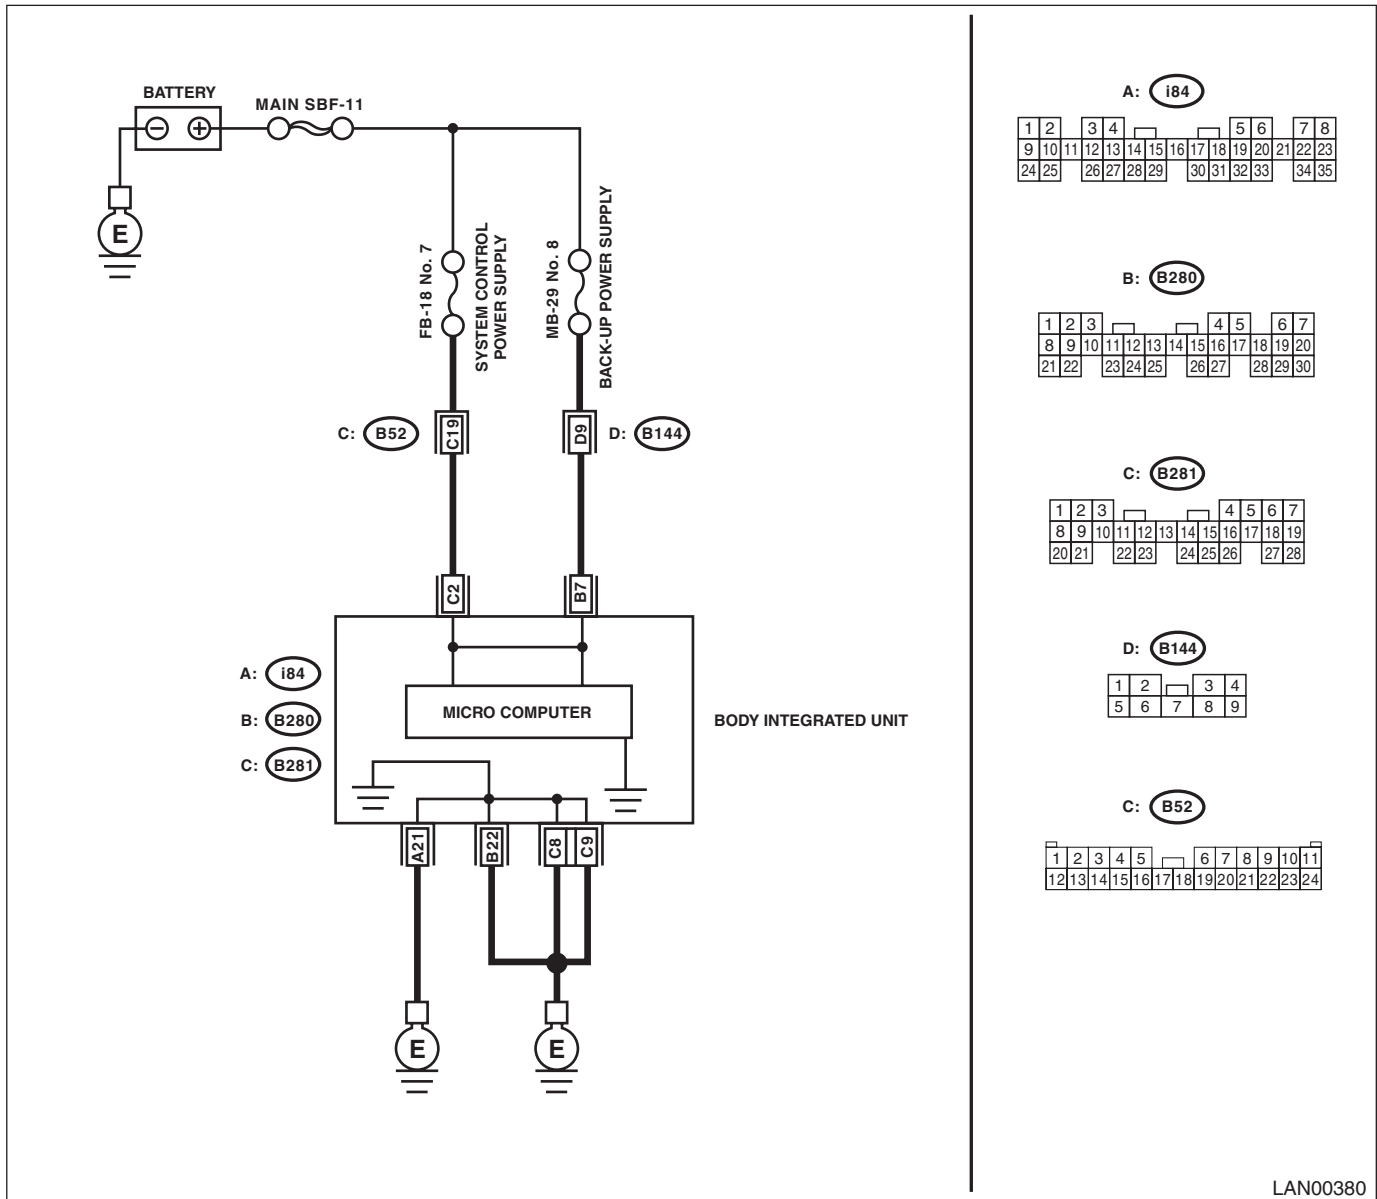 BATTERY
MAIN SBF-11
E
FB-18 No. 7
SYSTEM CONTROL
POWER SUPPLY
MB-29 No. 8
BACK-UP POWER SUPPLY
C: B52
C19
D9
D: B144
C2
B7
A: i84
B: B280
C: B281
MICRO COMPUTER
BODY INTEGRATED UNIT
A21
B22
C8
C9
E
E
A: i84
1 2 3 4 5 6 7 8
9 10 11 12 13 14 15 16 17 18 19 20 21 22 23
24 25 26 27 28 29 30 31 32 33 34 35
B: B280
1 2 3 4 5 6 7
8 9 10 11 12 13 14 15 16 17 18 19 20
21 22 23 24 25 26 27 28 29 30
C: B281
1 2 3 4 5 6 7
8 9 10 11 12 13 14 15 16 17 18 19
20 21 22 23 24 25 26 27 28
D: B144
1 2 3 4
5 6 7 8 9
C: B52
1 2 3 4 5 6 7 8 9 10 11
12 13 14 15 16 17 18 19 20 21 22 23 24
LAN00380